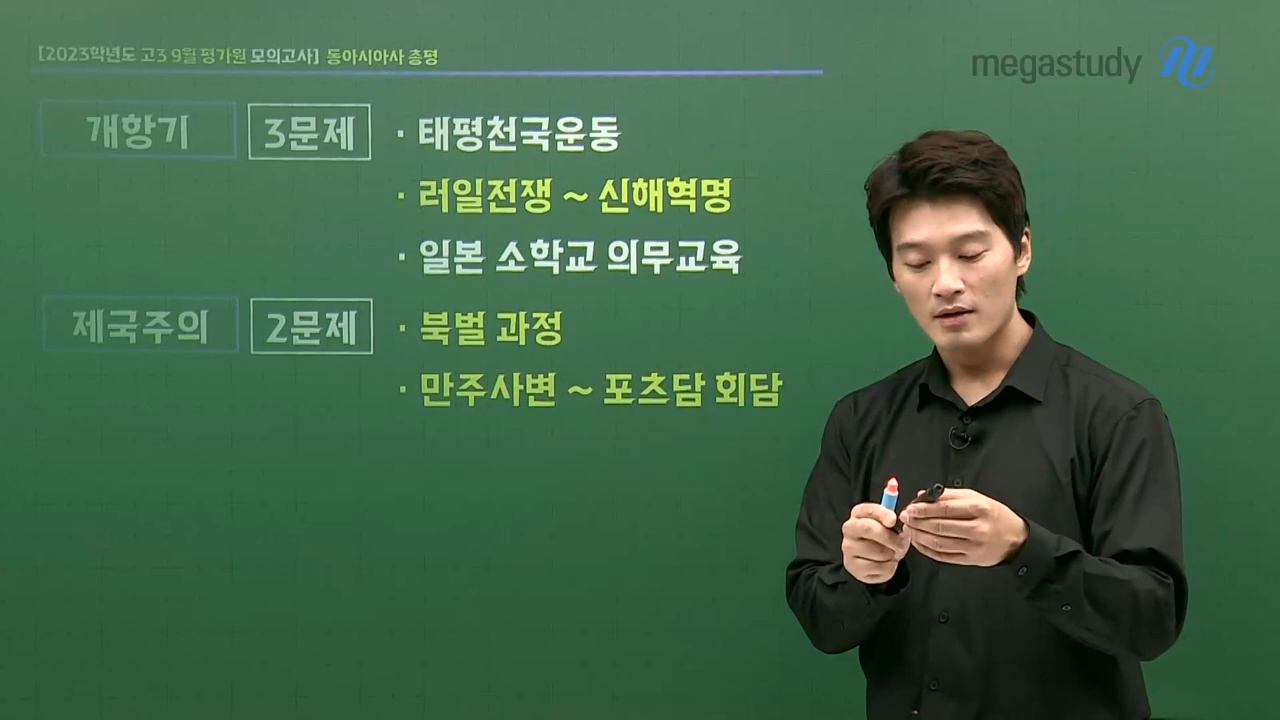 [2023학년도 고3 9월 평가원 모의고사] 동아시아사 총평
megastudy
개항기 3문제 · 태평천국운동
· 러일전쟁 ~ 신해혁명
· 일본 소학교 의무교육
제국주의 2문제 · 북벌 과정
· 만주사변 ~ 포츠담 회담